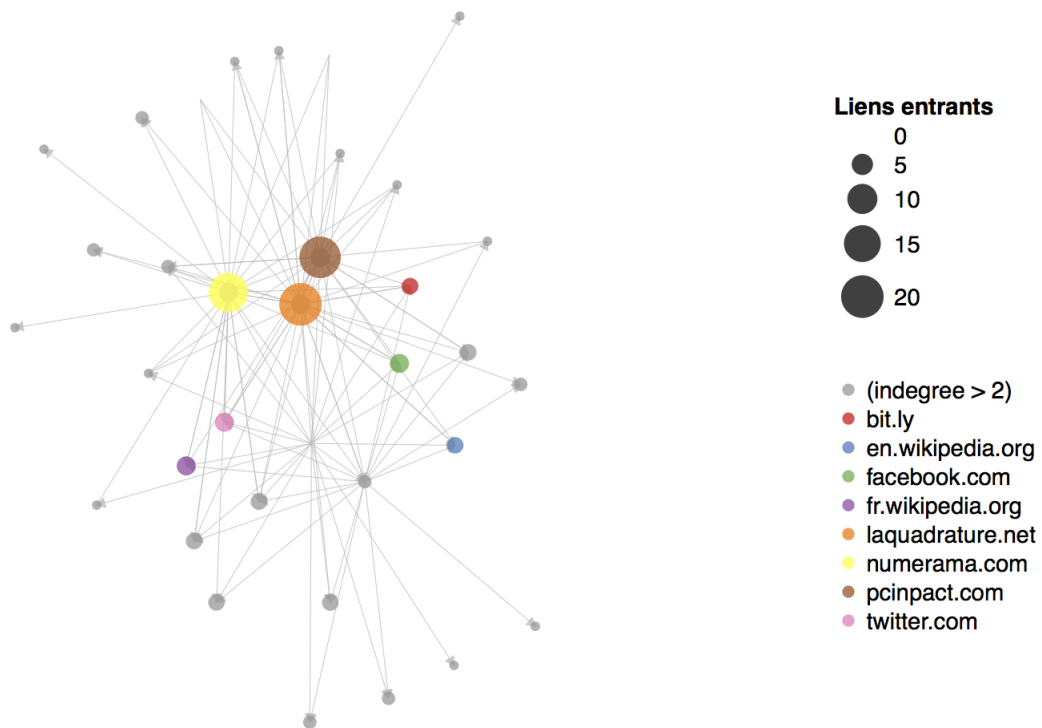 Liens entrants
0
5
10
15
20
(indegree > 2)
bit.ly
en.wikipedia.org
facebook.com
fr.wikipedia.org
laquadrature.net
numerama.com
pcinpact.com
twitter.com